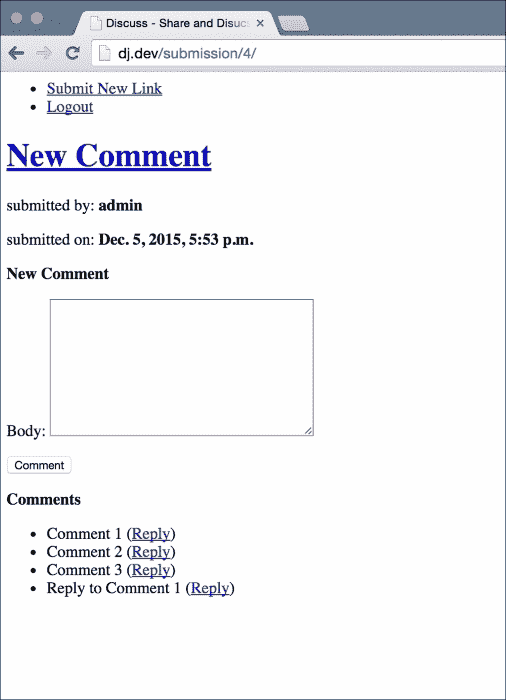 Discuss - Share and Disuc
dj.dev/submission/4/
Submit New Link
Logout
New Comment
submitted by: admin
submitted on: Dec. 5, 2015, 5:53 p.m.
New Comment
Body:
Comment
Comments
Comment 1 (Reply)
Comment 2 (Reply)
Comment 3 (Reply)
Reply to Comment 1 (Reply)